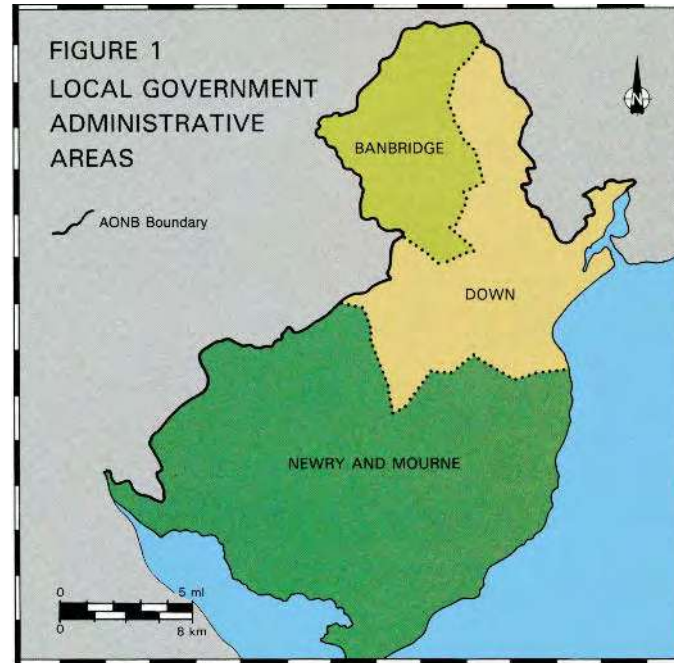 FIGURE 1
LOCAL GOVERNMENT
ADMINISTRATIVE
AREAS
AONB Boundary
N
BANBRIDGE
DOWN
NEWRY AND MOURNE
0 5 ml
0 8 km